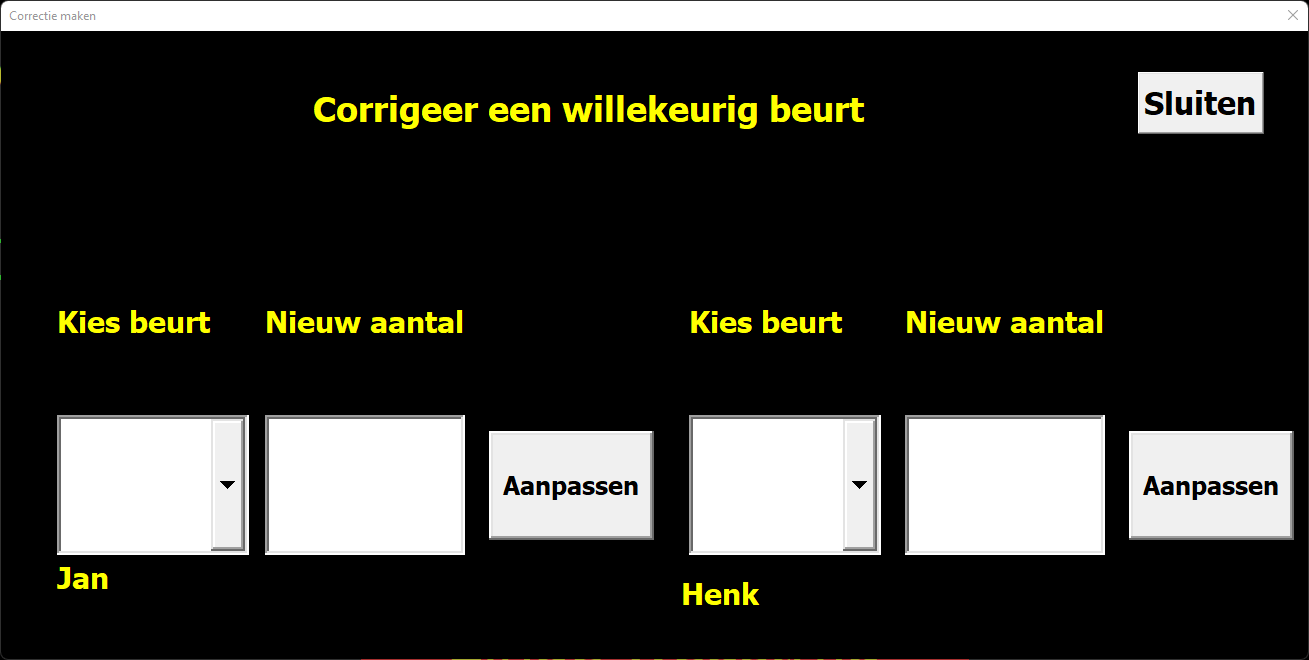 Correctie maken
Corrigeer een willekeurig beurt
Sluiten
Kies beurt
Nieuw aantal
Kies beurt
Nieuw aantal
Aanpassen
Aanpassen
Jan
Henk